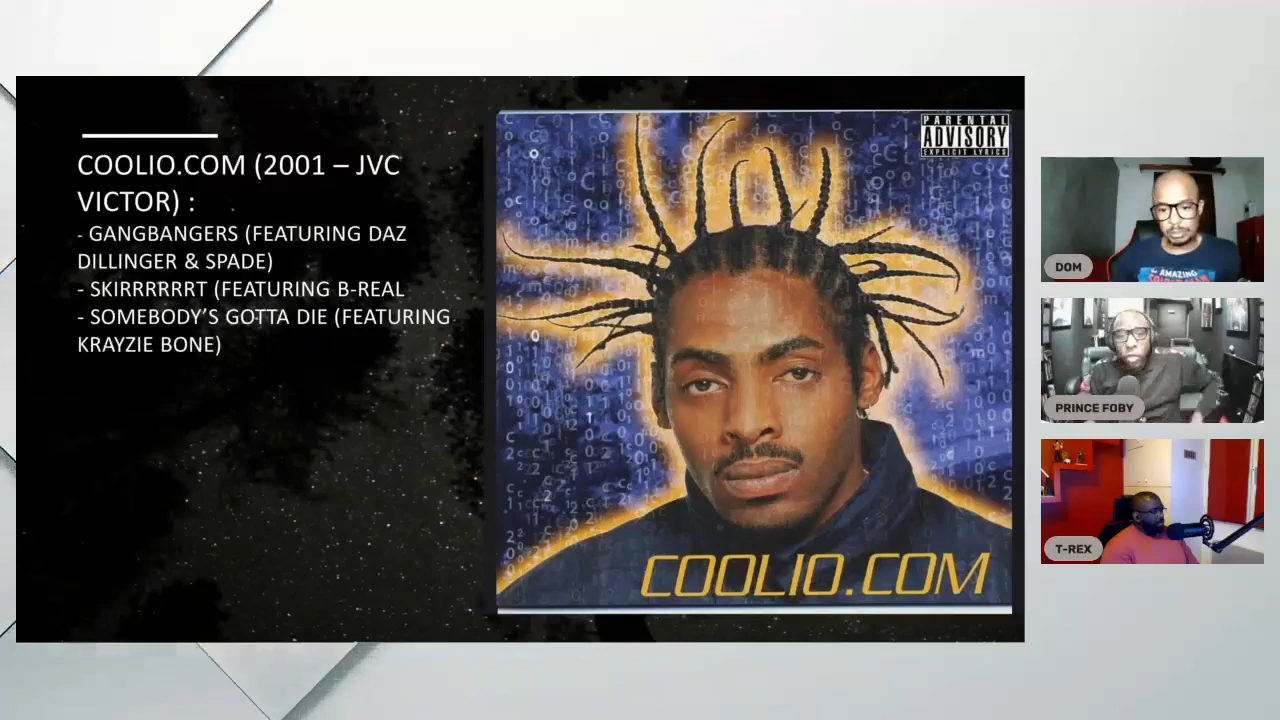 COOLIO.COM (2001 – JVC
VICTOR) :
- GANGBANGERS (FEATURING DAZ
DILLINGER & SPADE)
- SKIRRRRRRT (FEATURING B-REAL
- SOMEBODY'S GOTTA DIE (FEATURING
KRAYZIE BONE)
PARENTAL
ADVISORY
EXPLICIT LYRICS
COOLIO.COM
AMAZING
DOM
PRINCE FOBY
T-REX